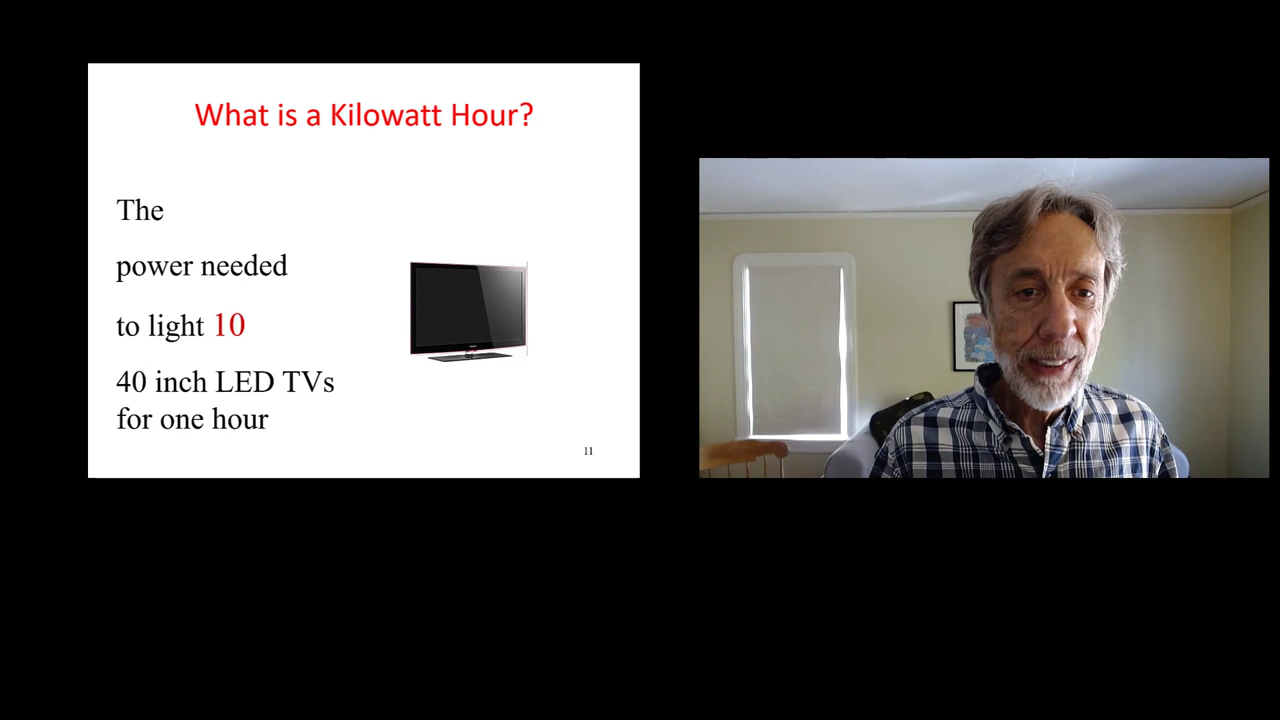 What is a Kilowatt Hour?
The
power needed
to light 10
40 inch LED TVs
for one hour
11